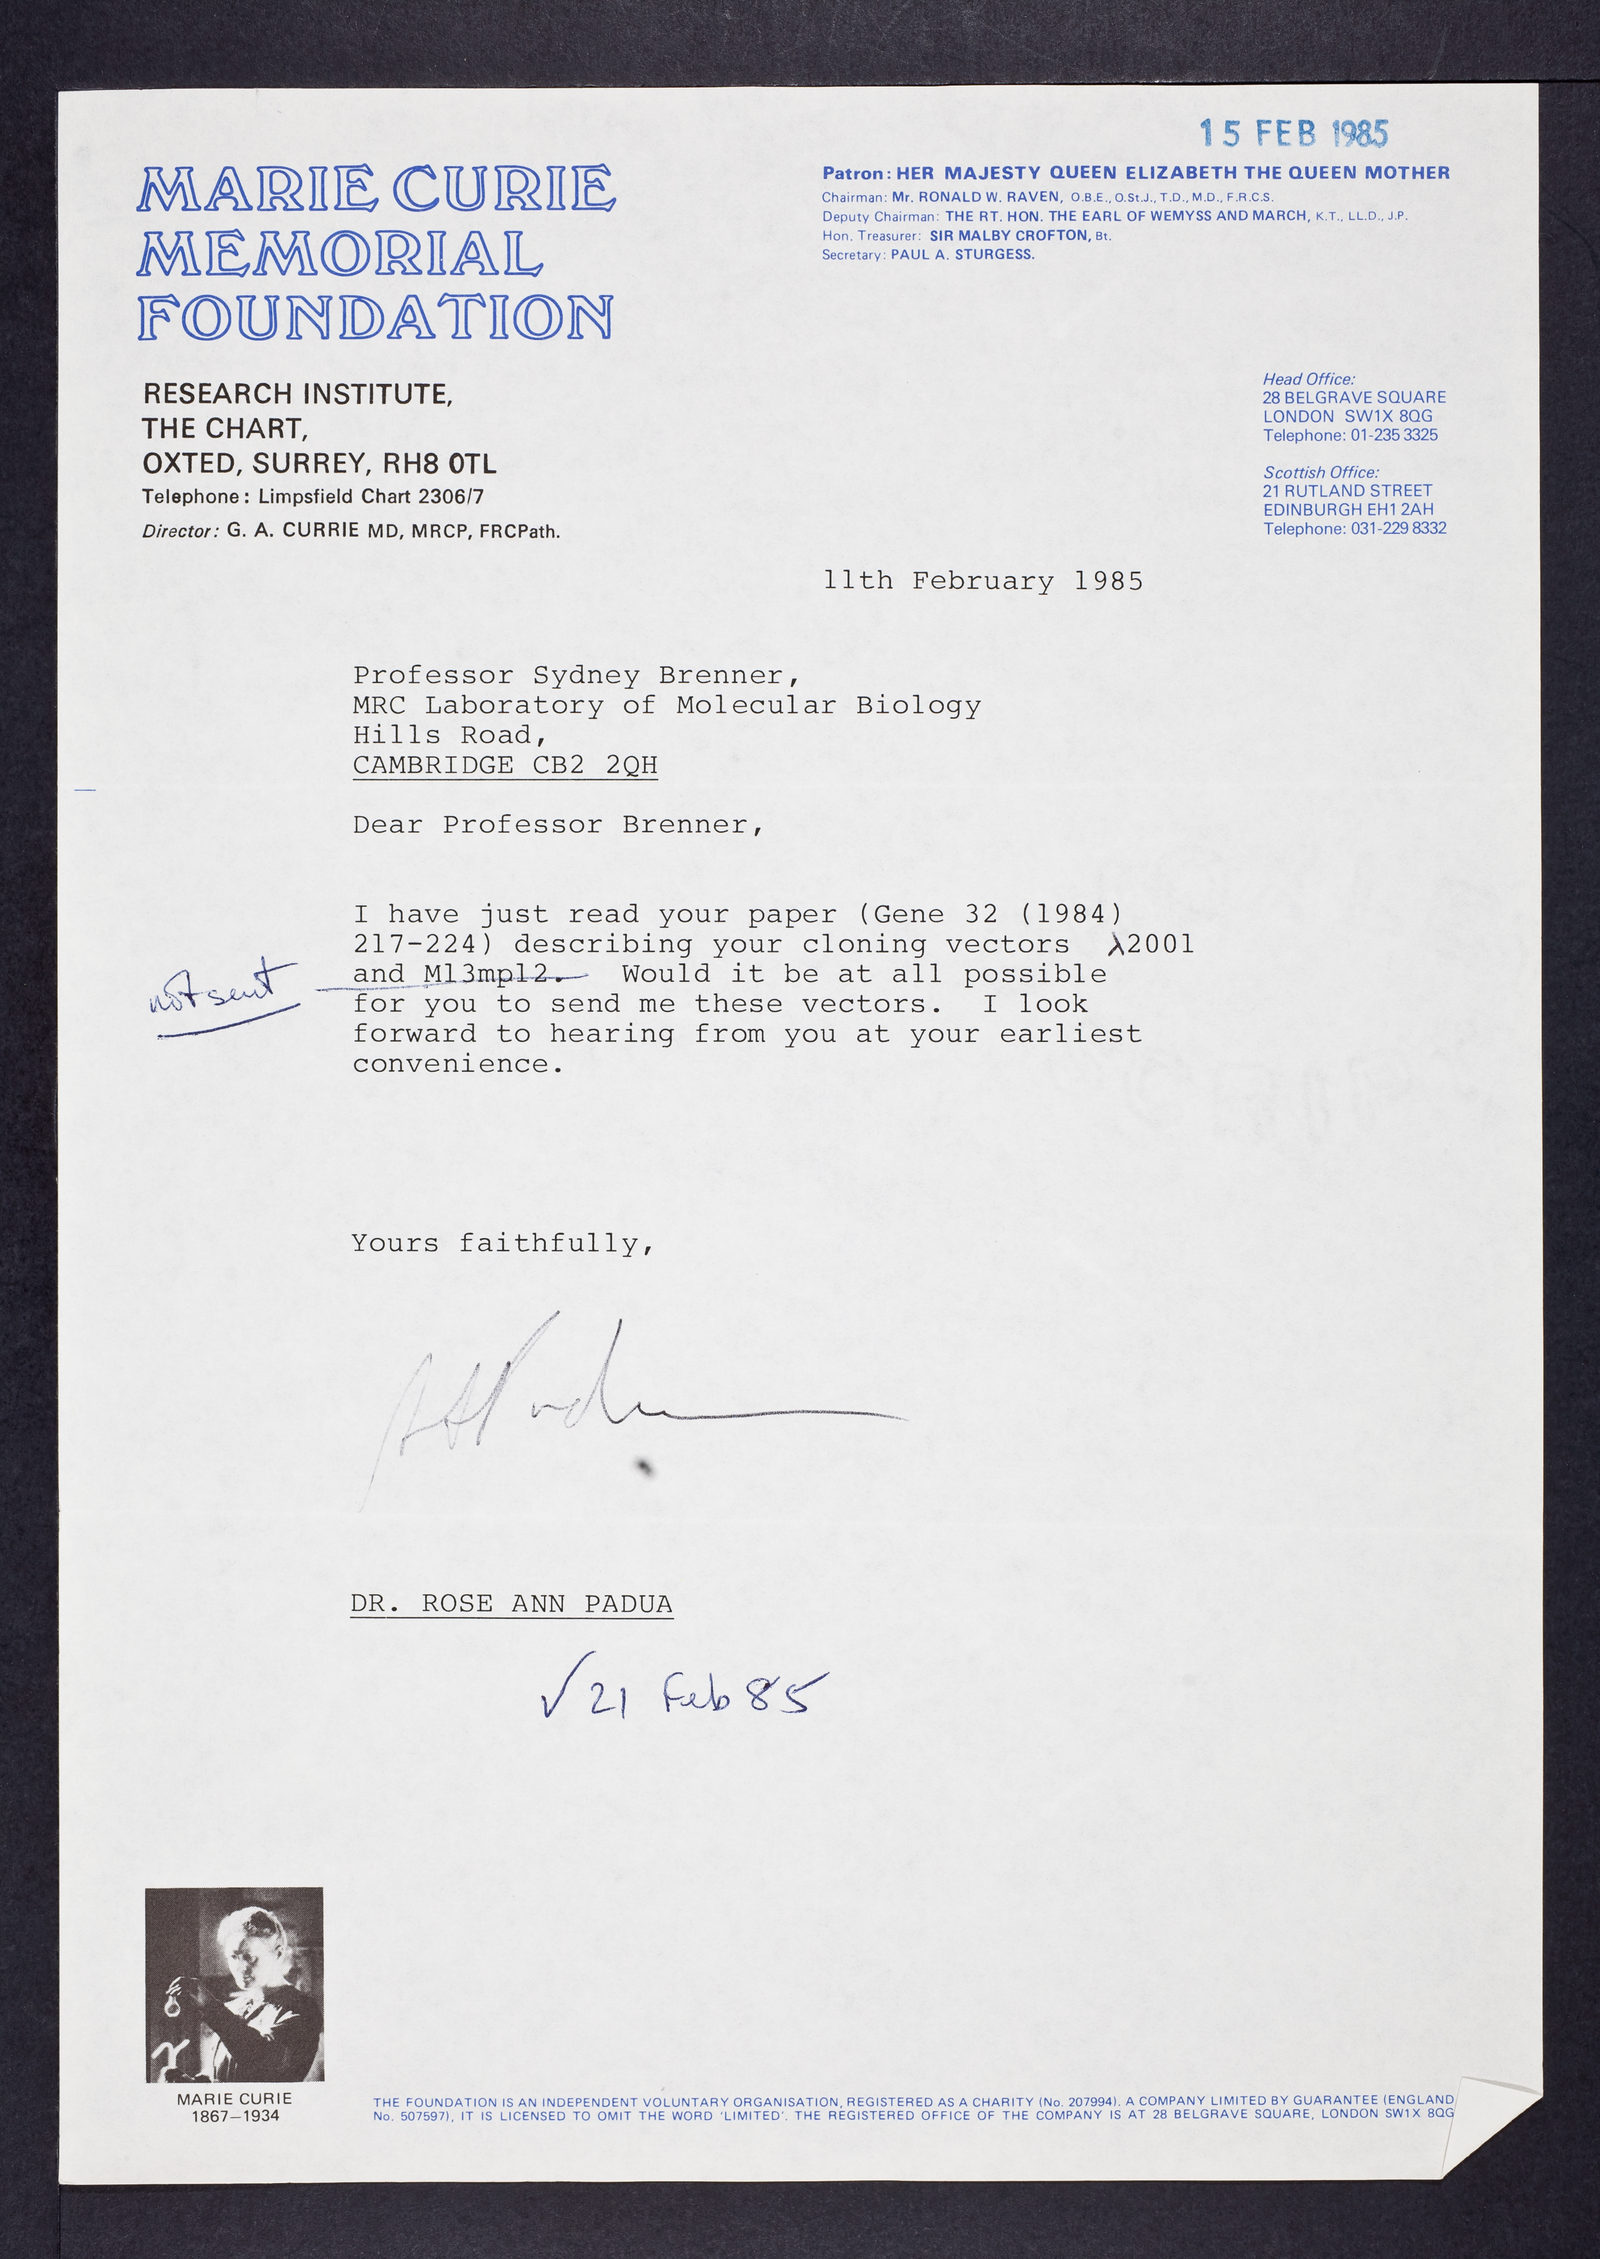 15 FEB 1985
MARIE CURIE
MEMORIAL
FOUNDATION
Patron: HER MAJESTY QUEEN ELIZABETH THE QUEEN MOTHER
Chairman: Mr. RONALD W. RAVEN, O.B.E., O.St.J., T.D., M.D., F.R.C.S.
Deputy Chairman: THE RT. HON. THE EARL OF WEMYSS AND MARCH, K.T., LL.D., J.P.
Hon. Treasurer: SIR MALBY CROFTON, Bt.
Secretary: PAUL A. STURGESS.
RESEARCH INSTITUTE,
THE CHART,
OXTED, SURREY, RH8 0TL
Telephone: Limpsfield Chart 2306/7
Director: G. A. CURRIE MD, MRCP, FRCPath.
Head Office:
28 BELGRAVE SQUARE
LONDON SW1X 8QG
Telephone: 01-235 3325
Scottish Office:
21 RUTLAND STREET
EDINBURGH EH1 2AH
Telephone: 031-229 8332
11th February 1985
Professor Sydney Brenner,
MRC Laboratory of Molecular Biology
Hills Road,
CAMBRIDGE CB2 2QH
Dear Professor Brenner,
I have just read your paper (Gene 32 (1984)
217-224) describing your cloning vectors λ2001
and M13mp12. Would it be at all possible
not sent
for you to send me these vectors. I look
forward to hearing from you at your earliest
convenience.
Yours faithfully,
DR. ROSE ANN PADUA
√ 21 Feb 85
MARIE CURIE
1867–1934
THE FOUNDATION IS AN INDEPENDENT VOLUNTARY ORGANISATION, REGISTERED AS A CHARITY (No. 207994). A COMPANY LIMITED BY GUARANTEE (ENGLAND
No. 507597), IT IS LICENSED TO OMIT THE WORD 'LIMITED'. THE REGISTERED OFFICE OF THE COMPANY IS AT 28 BELGRAVE SQUARE, LONDON SW1X 8QG